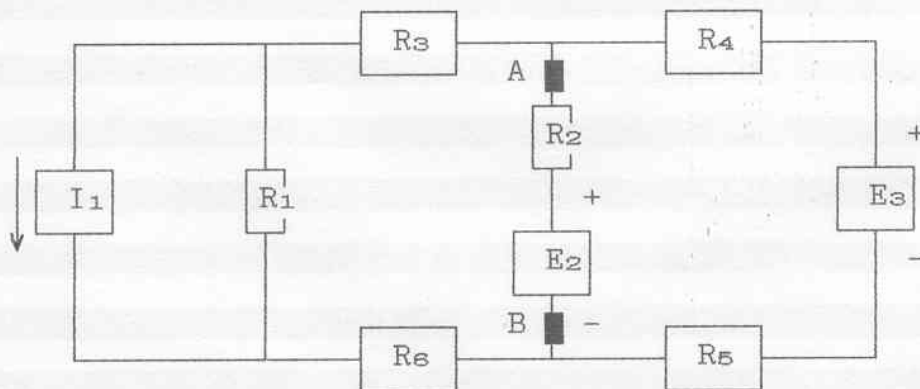 R3
R4
A
R2
+
+
I1
R1
E3
E2
B
-
-
R6
R5